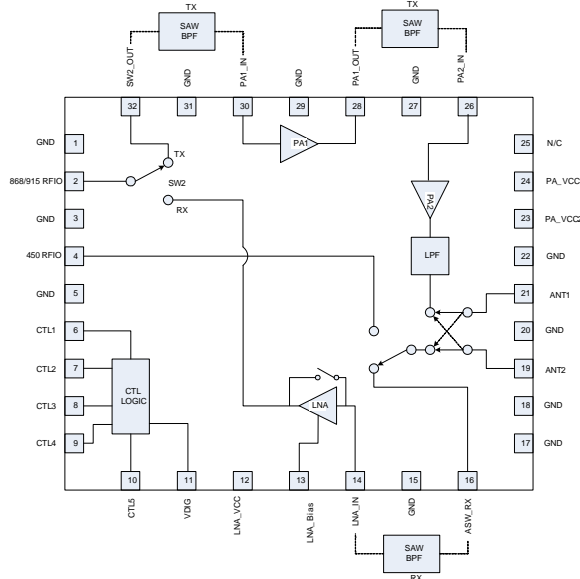 TX
TX
SAW
BPF
SAW
BPF
SW2_OUT
GND
PA1_IN
GND
PA1_OUT
GND
PA2_IN
32
31
30
29
28
27
26
GND
1
PA1
25
N/C
TX
868/915 RFIO
2
SW2
24
PA_VCC
RX
PA2
GND
3
23
PA_VCC2
450 RFIO
4
LPF
22
GND
GND
5
21
ANT1
CTL1
6
20
GND
CTL2
7
19
ANT2
CTL
LOGIC
CTL3
8
LNA
18
GND
CTL4
9
17
GND
10
11
12
13
14
15
16
CTL5
VDIG
LNA_VCC
LNA_Bias
LNA_IN
GND
ASW_RX
SAW
BPF
RX